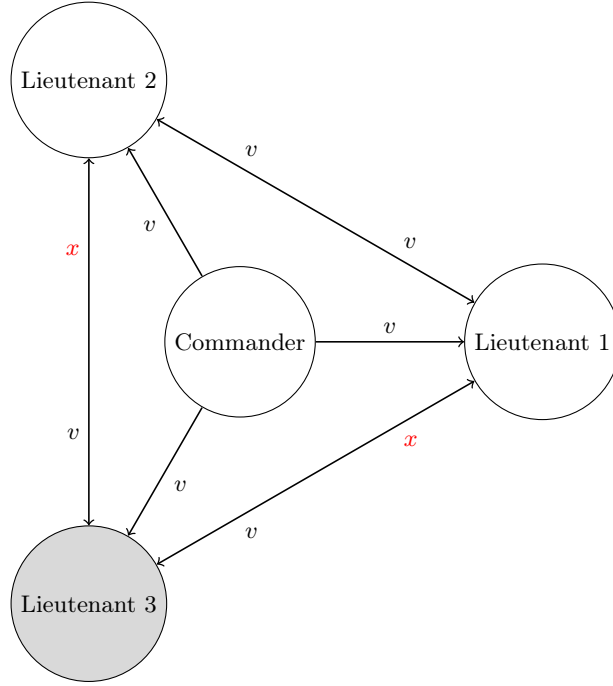 Lieutenant 2
v
v
v
x
v
Commander
Lieutenant 1
v
x
v
v
Lieutenant 3